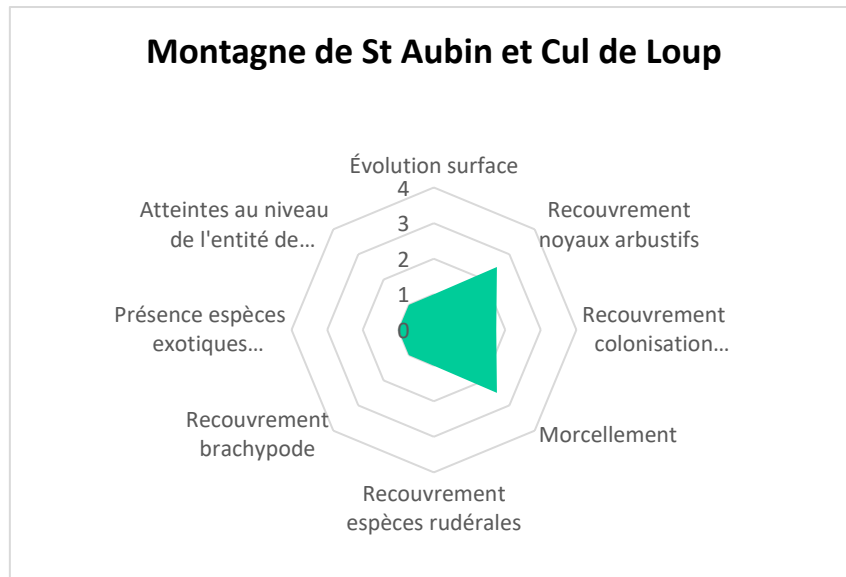 Montagne de St Aubin et Cul de Loup
Évolution surface
4
3
2
1
0
Recouvrement
noyaux arbustifs
Recouvrement
colonisation...
Morcellement
Recouvrement
espèces rudérales
Recouvrement
brachypode
Présence espèces
exotiques...
Atteintes au niveau
de l'entité de...